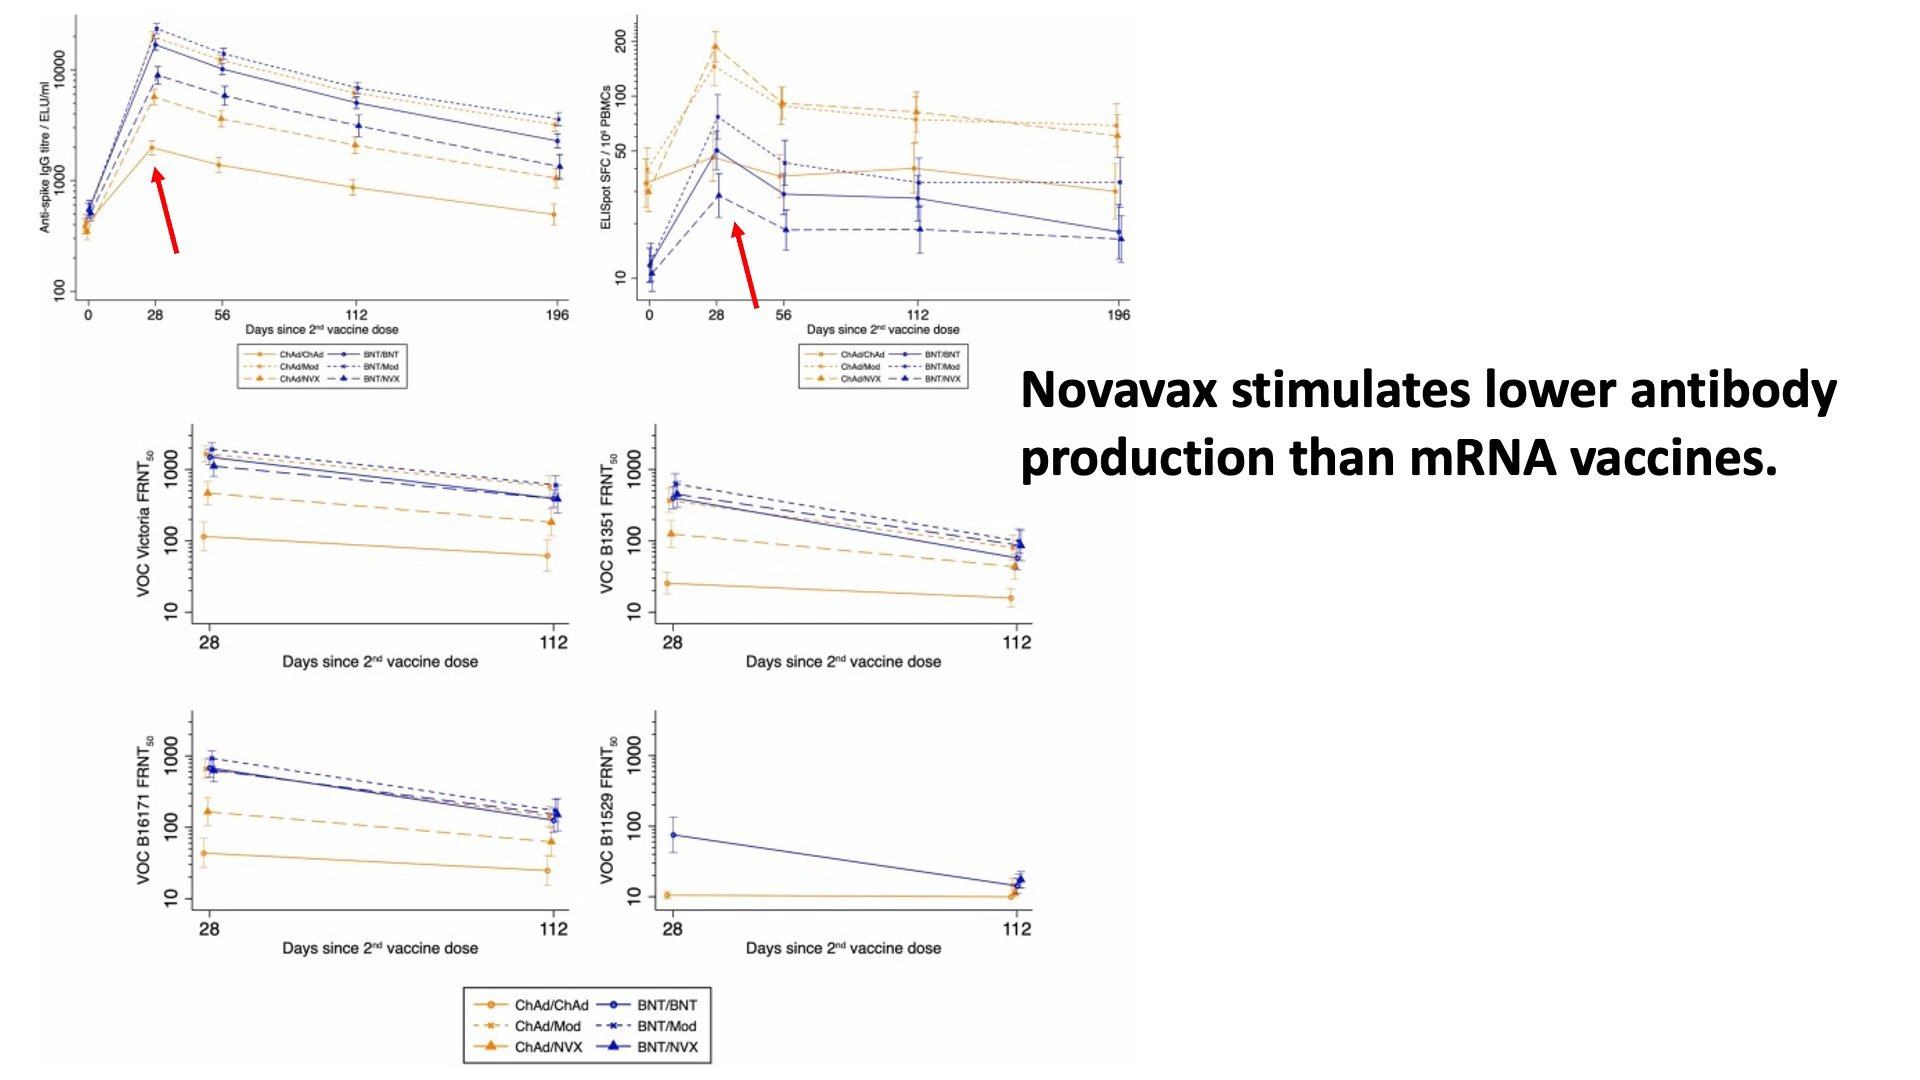 Anti-spike IgG titre / ELU/ml
10000
1000
100
0 28 56 112 196
Days since 2nd vaccine dose
ChAd/ChAd BNT/BNT
ChAd/Mod BNT/Mod
ChAd/NVX BNT/NVX
ELISpot SFC / 10⁶ PBMCs
200
100
50
10
0 28 56 112 196
Days since 2nd vaccine dose
ChAd/ChAd BNT/BNT
ChAd/Mod BNT/Mod
ChAd/NVX BNT/NVX
Novavax stimulates lower antibody
production than mRNA vaccines.
VOC Victoria FRNT50
1000
100
10
28 112
Days since 2nd vaccine dose
VOC B1351 FRNT50
1000
100
10
28 112
Days since 2nd vaccine dose
VOC B16171 FRNT50
1000
100
10
28 112
Days since 2nd vaccine dose
VOC B11529 FRNT50
1000
100
10
28 112
Days since 2nd vaccine dose
ChAd/ChAd BNT/BNT
ChAd/Mod BNT/Mod
ChAd/NVX BNT/NVX